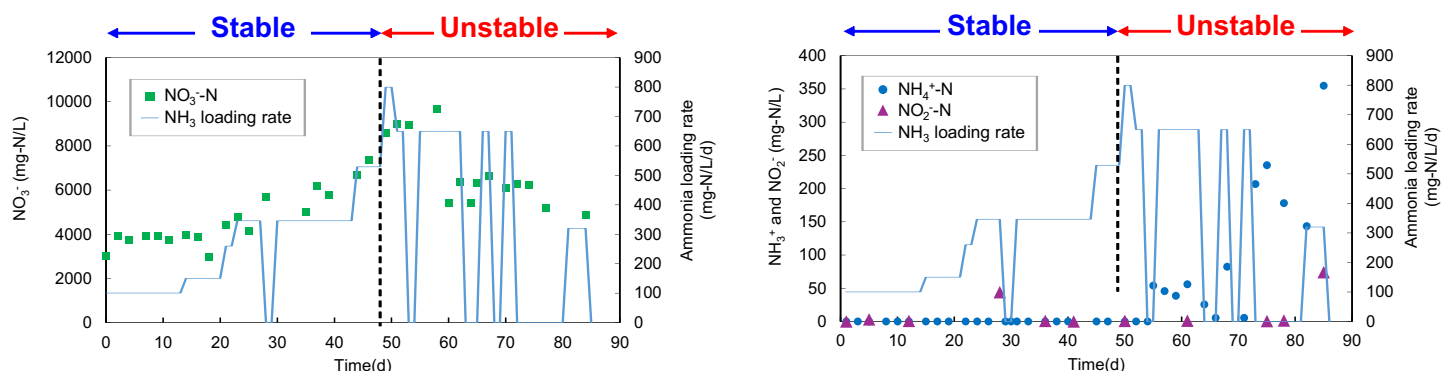 Stable
Unstable
12000
10000
8000
6000
4000
2000
0
NO₃⁻ (mg-N/L)
NO₃⁻-N
NH₃ loading rate
900
800
700
600
500
400
300
200
100
0
Ammonia loading rate
(mg-N/L/d)
0 10 20 30 40 50 60 70 80 90
Time(d)
Stable
Unstable
400
350
300
250
200
150
100
50
0
NH₃⁺ and NO₂⁻ (mg-N/L)
NH₄⁺-N
NO₂⁻-N
NH₃ loading rate
900
800
700
600
500
400
300
200
100
0
Ammonia loading rate
(mg-N/L/d)
0 10 20 30 40 50 60 70 80 90
Time(d)